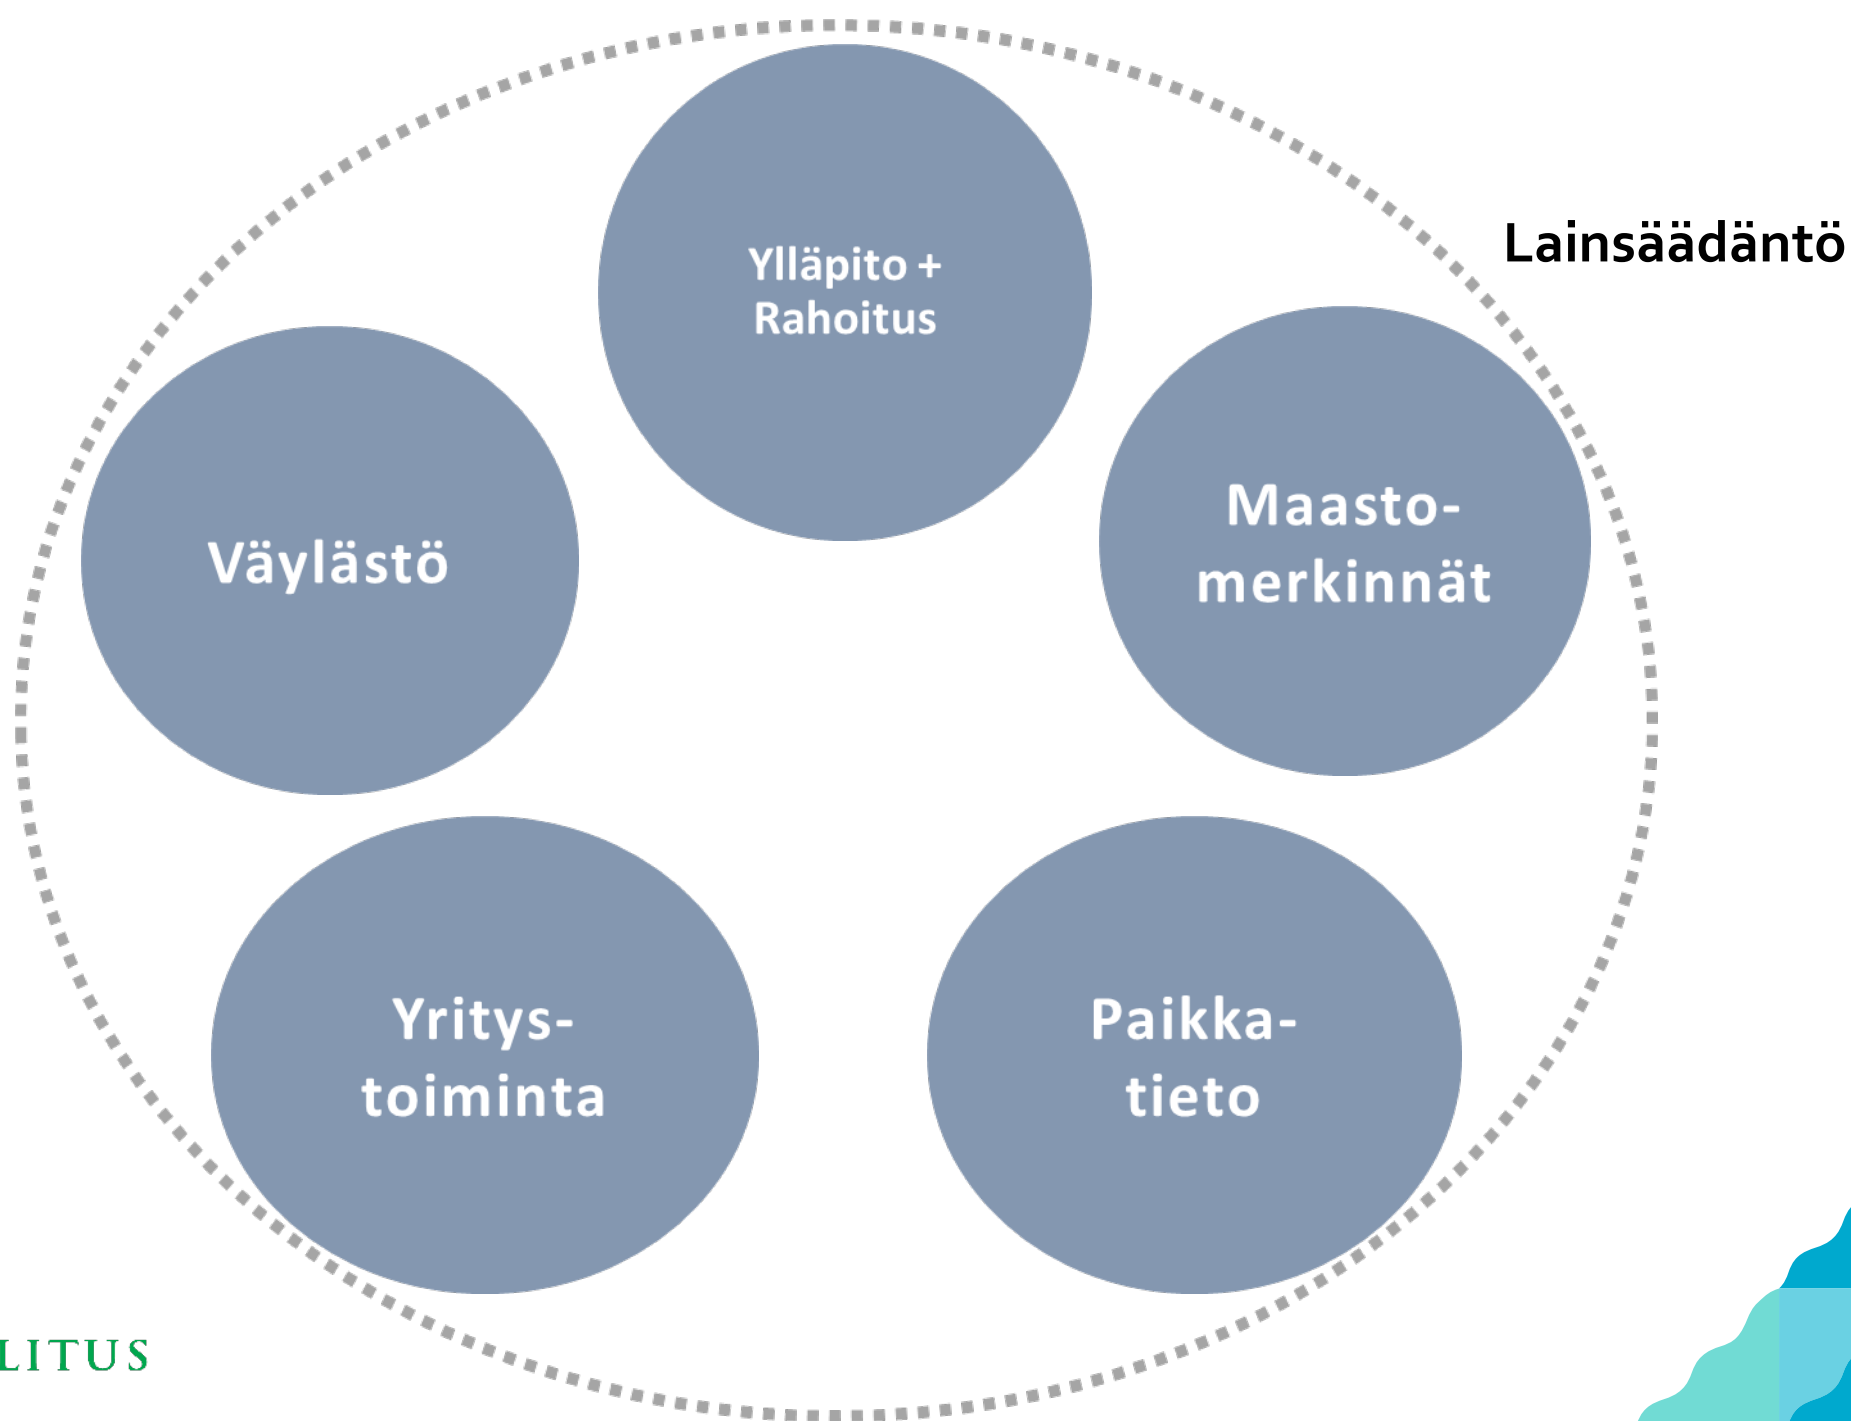 Ylläpito +
Rahoitus
Lainsäädäntö
Väylästö
Maasto-
merkinnät
Yritys-
toiminta
Paikka-
tieto
LITUS